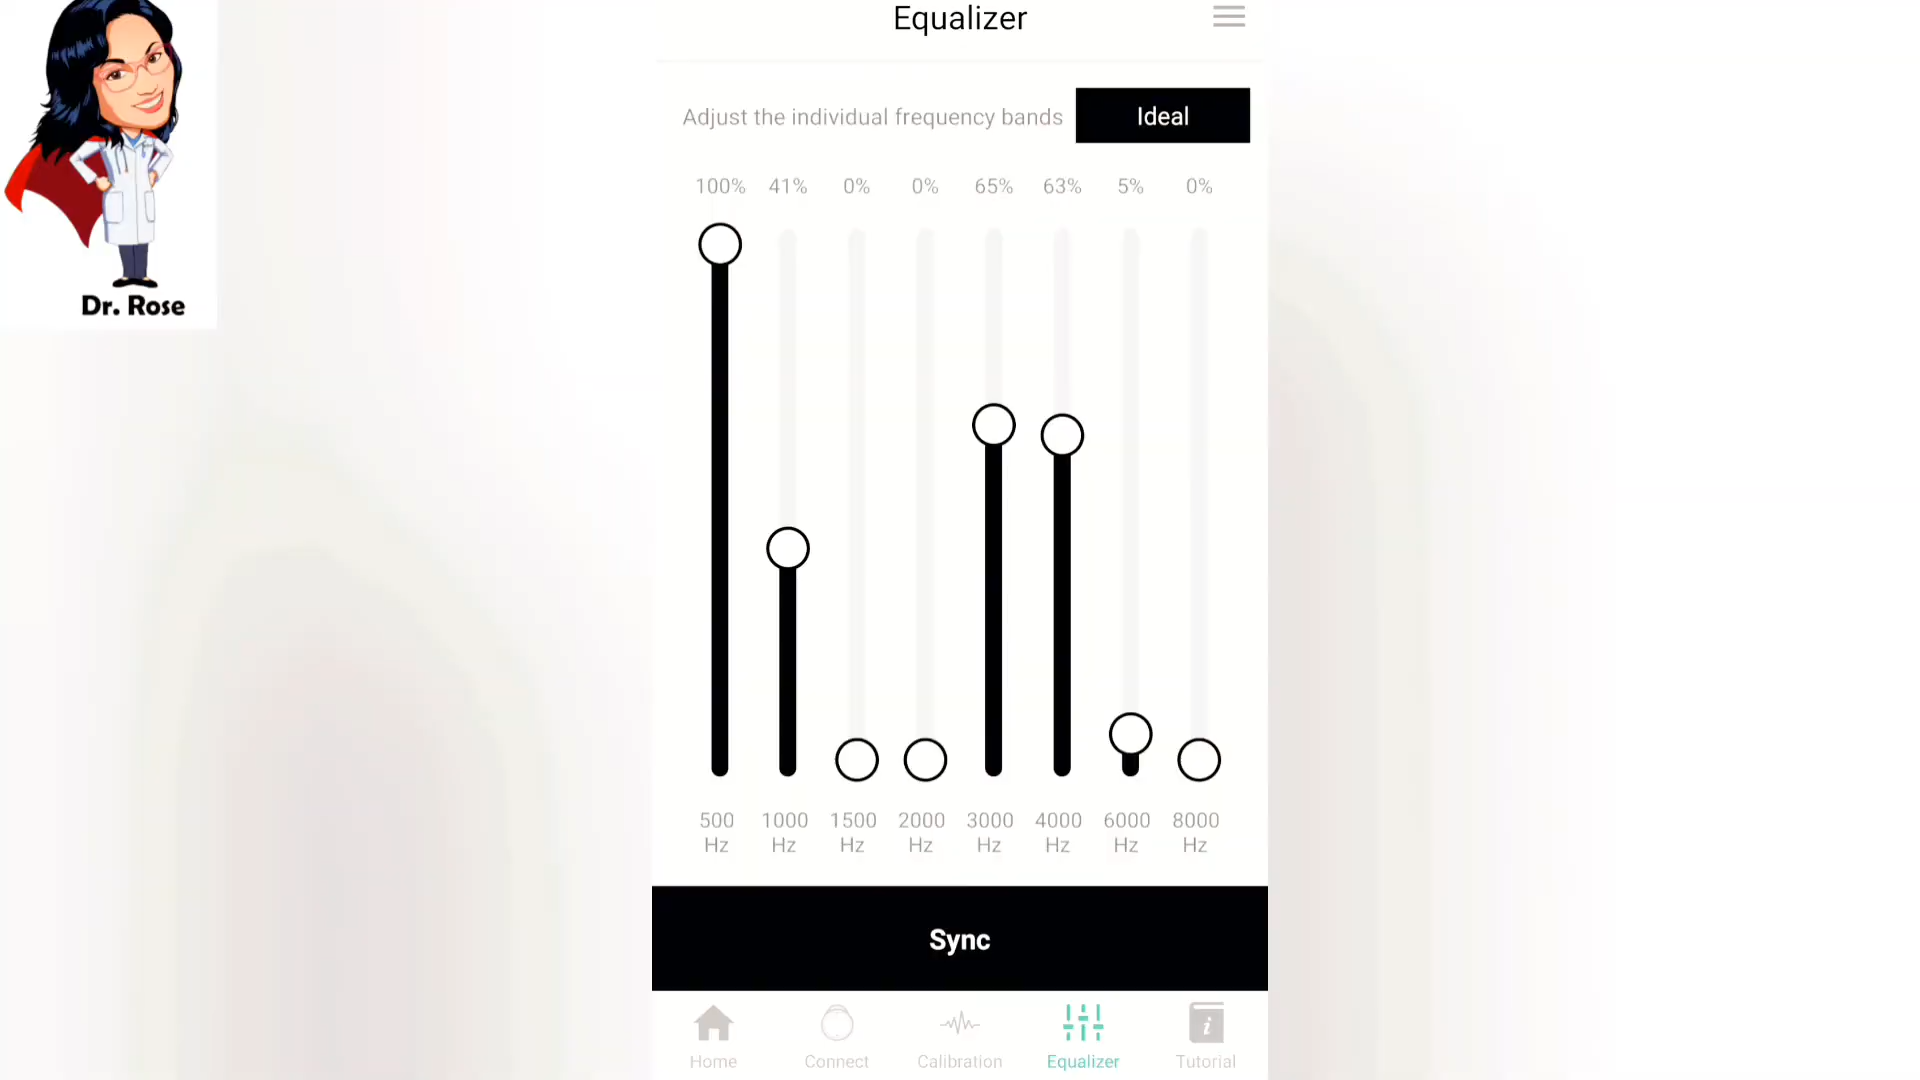 Equalizer
Dr. Rose
Adjust the individual frequency bands
Ideal
100% 41% 0% 0% 65% 63% 5% 0%
500 1000 1500 2000 3000 4000 6000 8000
Hz Hz Hz Hz Hz Hz Hz Hz
Sync
Home Connect Calibration Equalizer Tutorial